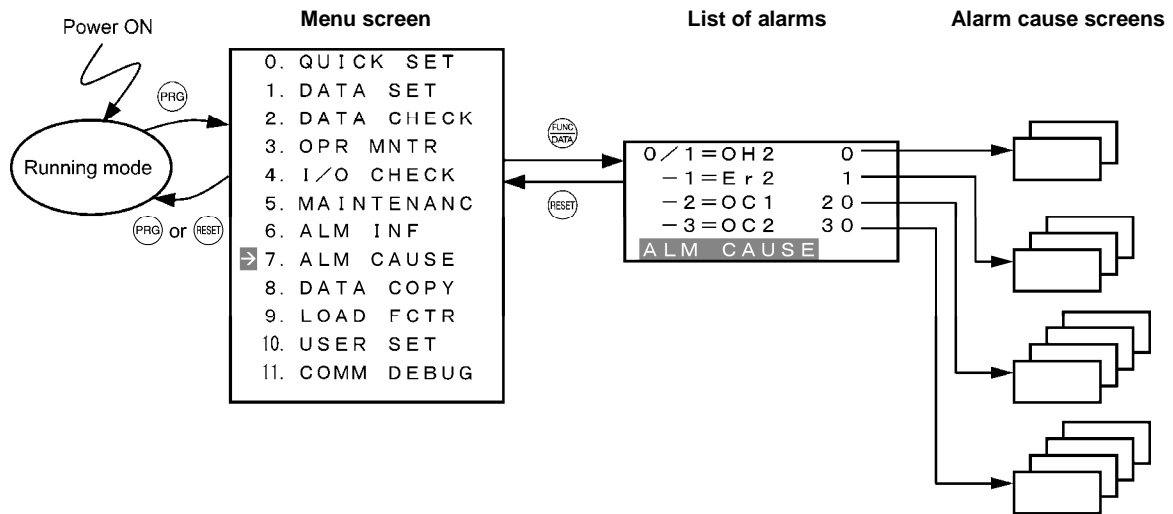 Menu screen
List of alarms
Alarm cause screens
Power ON
PRG
Running mode
PRG or RESET
0. QUICK SET
1. DATA SET
2. DATA CHECK
3. OPR MNTR
4. I/O CHECK
5. MAINTENANC
6. ALM INF
→ 7. ALM CAUSE
8. DATA COPY
9. LOAD FCTR
10. USER SET
11. COMM DEBUG
FUNC
DATA
RESET
0/1=OH2 0
-1=Er2 1
-2=OC1 20
-3=OC2 30
ALM CAUSE